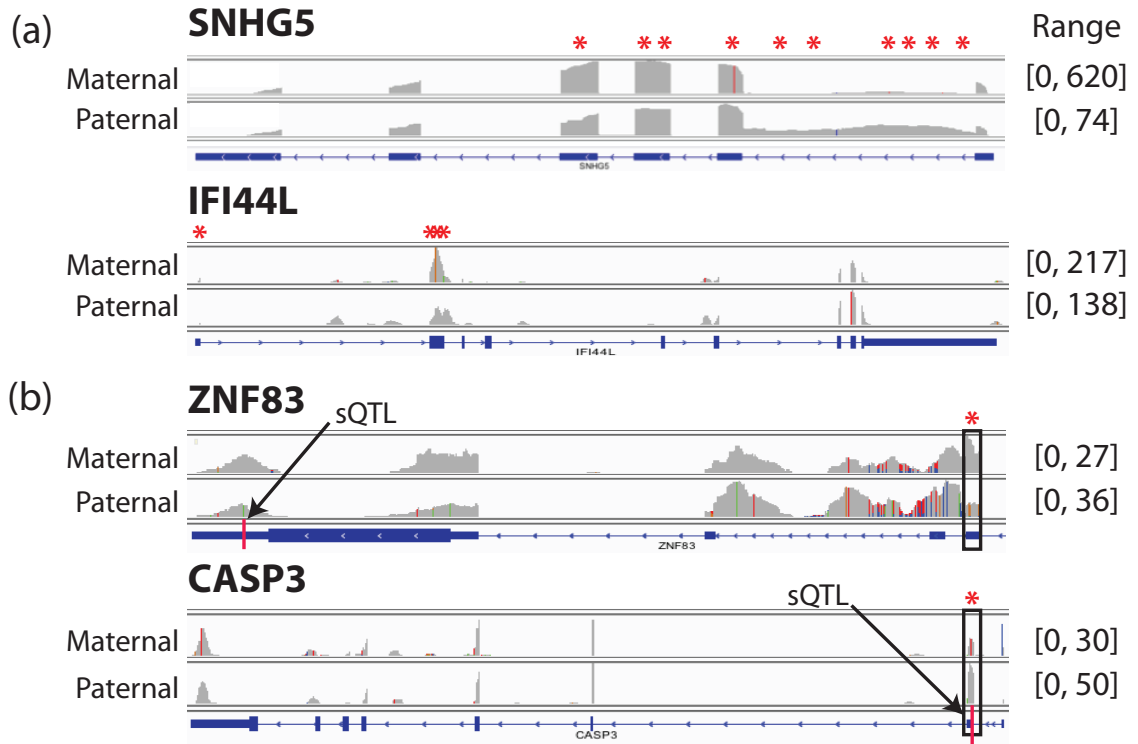 (a) SNHG5 Range
* * * * * * * * * *
Maternal [0, 620]
Paternal [0, 74]
SNHG5
IFI44L
* ***
Maternal [0, 217]
Paternal [0, 138]
IFI44L
(b) ZNF83
sQTL *
Maternal [0, 27]
Paternal [0, 36]
ZNF83
CASP3
sQTL *
Maternal [0, 30]
Paternal [0, 50]
CASP3